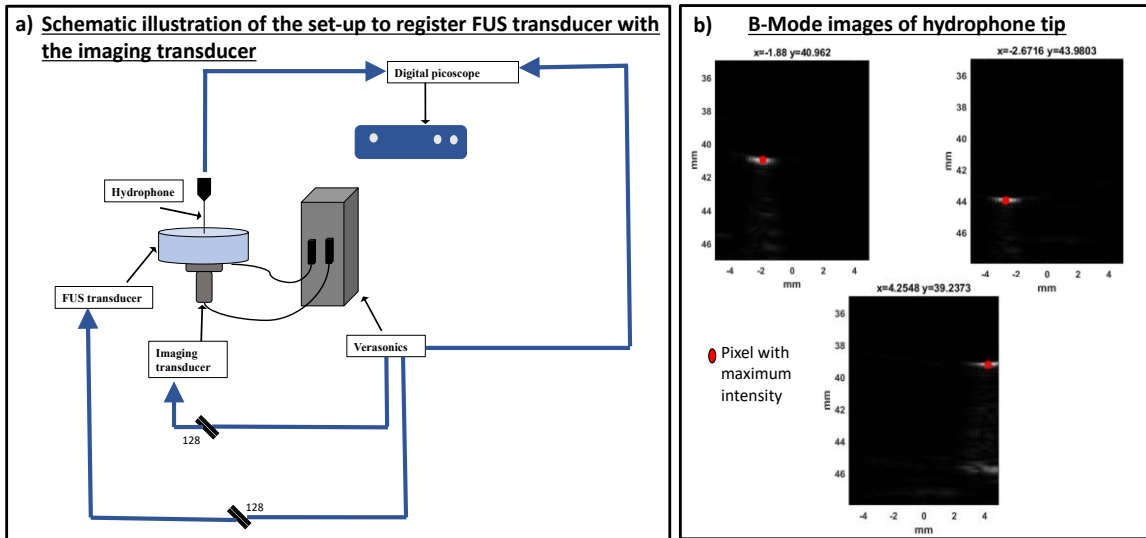 a) Schematic illustration of the set-up to register FUS transducer with
the imaging transducer
Digital picoscope
Hydrophone
FUS transducer
Imaging
transducer
Verasonics
128
128
b) B-Mode images of hydrophone tip
x=-1.88 y=40.962
36
38
40
42
44
46
mm
-4 -2 0 2 4
mm
x=-2.6716 y=43.9803
36
38
40
42
44
46
mm
-4 -2 0 2 4
mm
x=4.2548 y=39.2373
36
38
40
42
44
46
48
mm
-4 -2 0 2 4
mm
Pixel with
maximum
intensity